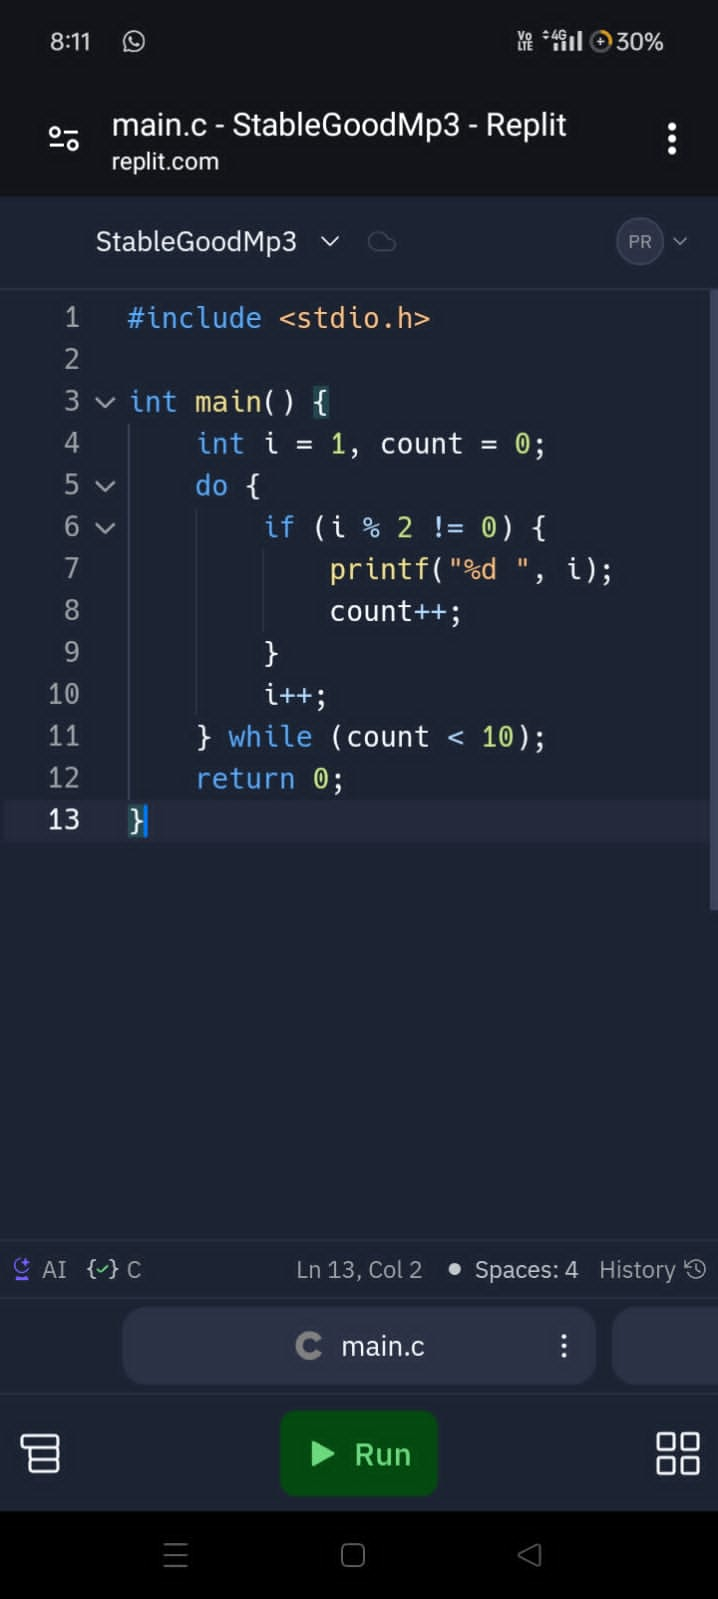 8:11 Vo LTE 4G 30%
main.c - StableGoodMp3 - Replit
replit.com
StableGoodMp3 PR
1 #include <stdio.h>
2
3 int main() {
4     int i = 1, count = 0;
5     do {
6         if (i % 2 != 0) {
7             printf("%d ", i);
8             count++;
9         }
10         i++;
11     } while (count < 10);
12     return 0;
13 }
AI {✓} C Ln 13, Col 2 • Spaces: 4 History
C main.c
Run